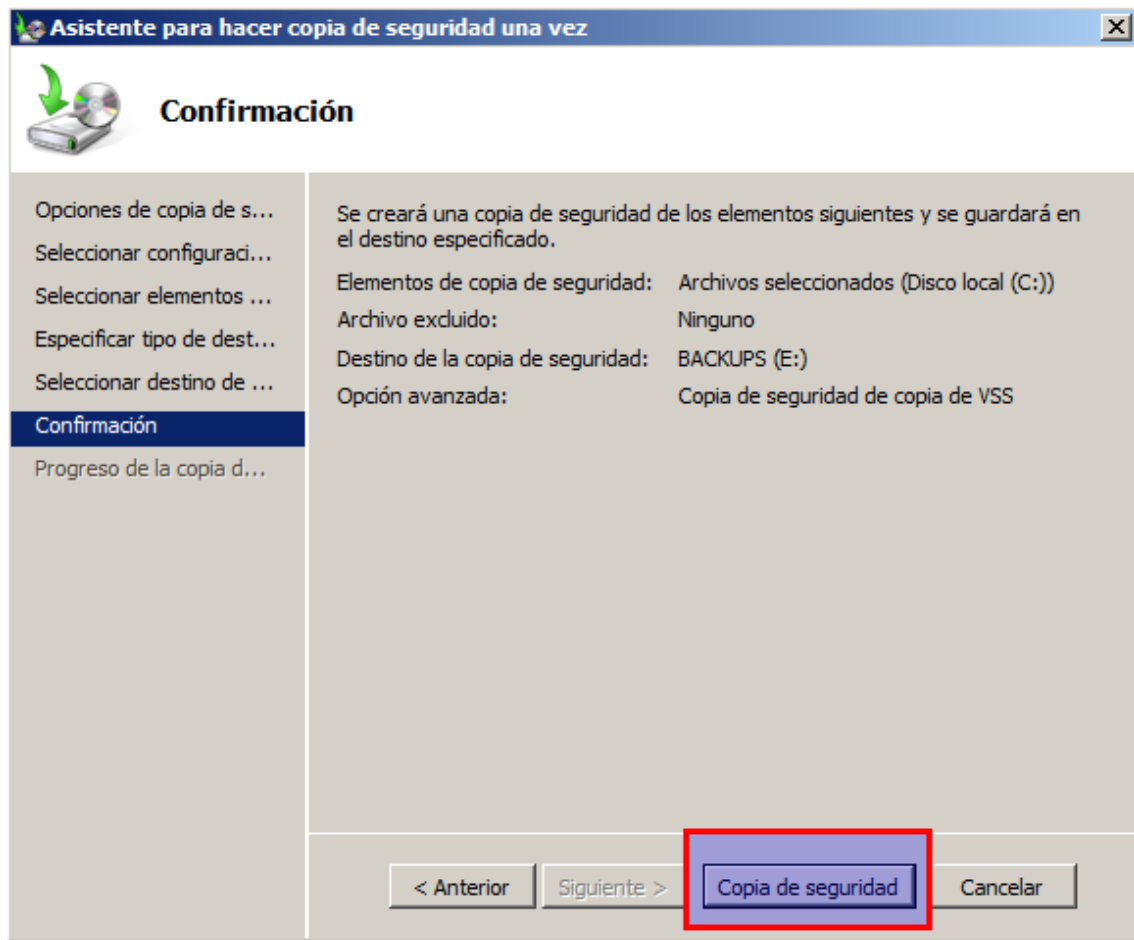 Asistente para hacer copia de seguridad una vez
Confirmación
Opciones de copia de s...
Seleccionar configuraci...
Seleccionar elementos ...
Especificar tipo de dest...
Seleccionar destino de ...
Confirmación
Progreso de la copia d...
Se creará una copia de seguridad de los elementos siguientes y se guardará en
el destino especificado.
Elementos de copia de seguridad: Archivos seleccionados (Disco local (C:))
Archivo excluido: Ninguno
Destino de la copia de seguridad: BACKUPS (E:)
Opción avanzada: Copia de seguridad de copia de VSS
< Anterior Siguiente > Copia de seguridad Cancelar